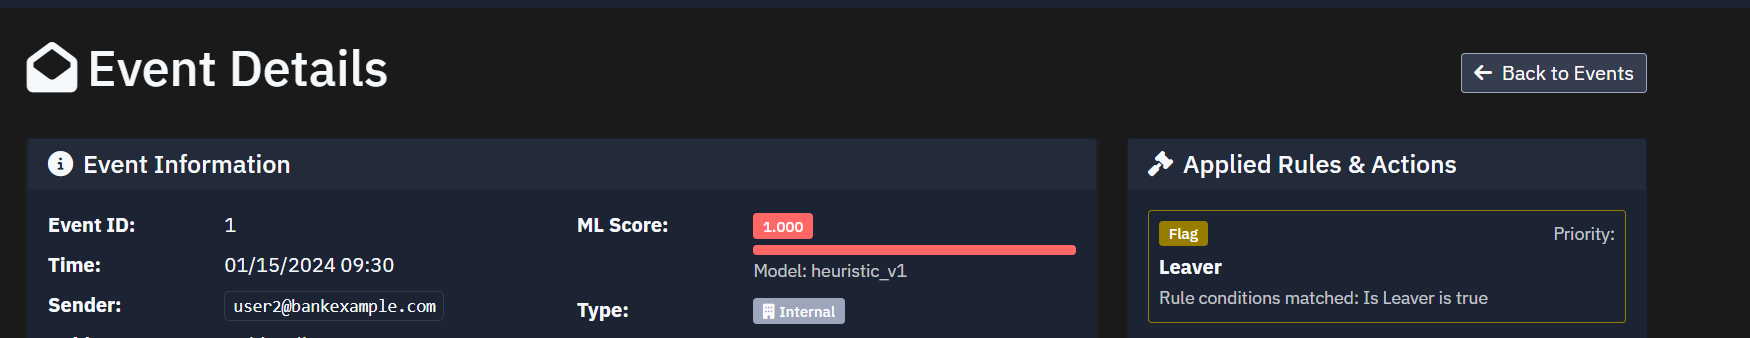 Event Details
Back to Events
Event Information
Event ID: 1
Time: 01/15/2024 09:30
Sender: user2@bankexample.com
ML Score: 1.000
Model: heuristic_v1
Type: Internal
Applied Rules & Actions
Flag Priority:
Leaver
Rule conditions matched: Is Leaver is true